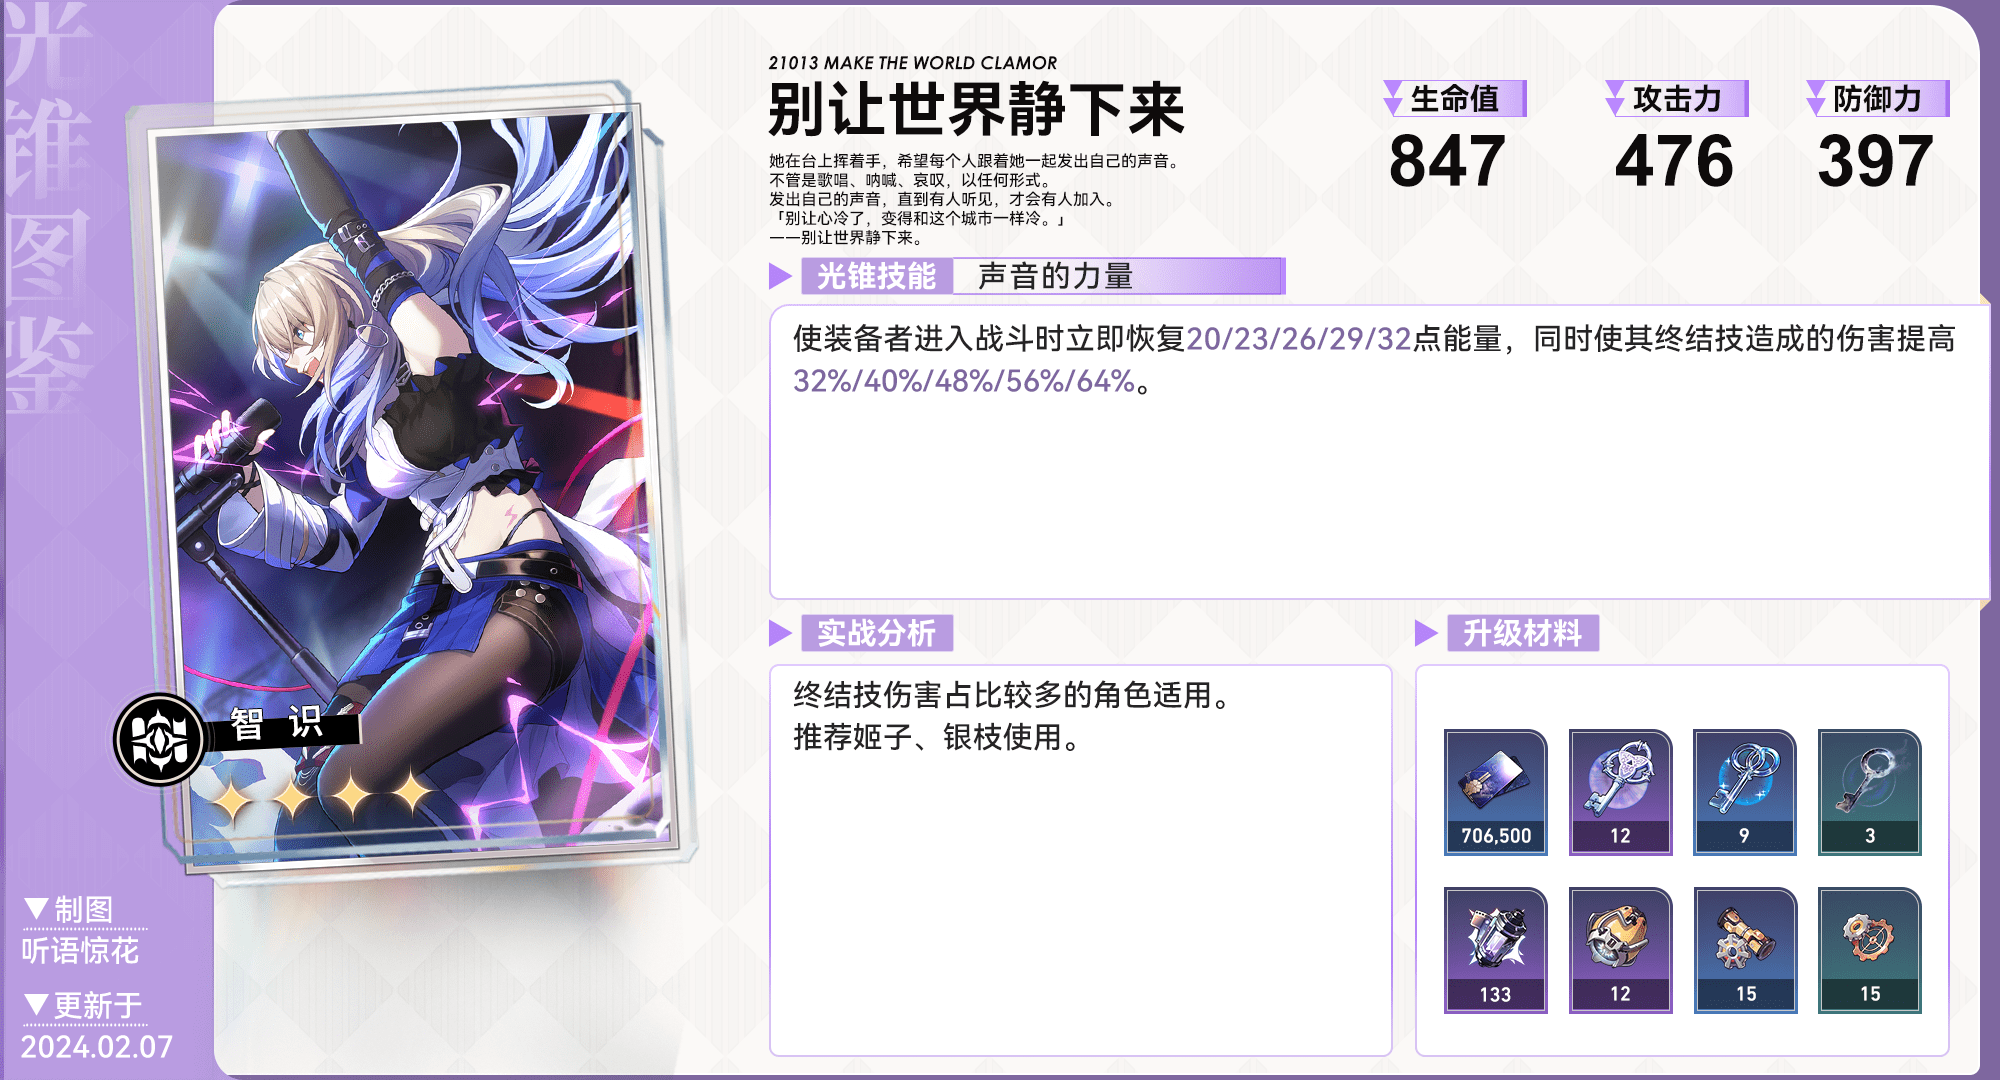 光锥图鉴
21013 MAKE THE WORLD CLAMOR
别让世界静下来
她在台上挥着手，希望每个人跟着她一起发出自己的声音。
不管是歌唱、呐喊、哀叹，以任何形式。
发出自己的声音，直到有人听见，才会有人加入。
「别让心冷了，变得和这个城市一样冷。」
——别让世界静下来。
生命值
847
攻击力
476
防御力
397
光锥技能
声音的力量
使装备者进入战斗时立即恢复20/23/26/29/32点能量，同时使其终结技造成的伤害提高
32%/40%/48%/56%/64%。
智 识
实战分析
终结技伤害占比较多的角色适用。
推荐姬子、银枝使用。
升级材料
706,500
12
9
3
133
12
15
15
▼制图
听语惊花
▼更新于
2024.02.07